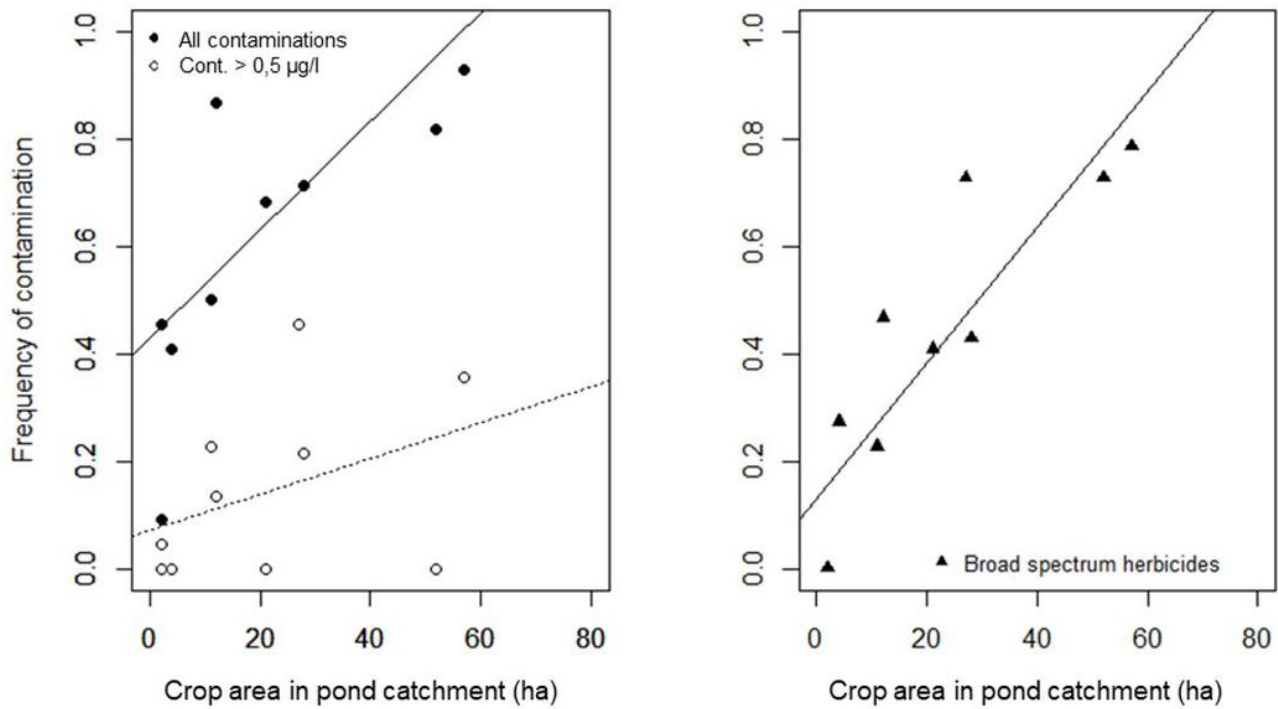 Frequency of contamination
1.0
0.8
0.6
0.4
0.2
0.0
All contaminations
Cont. > 0,5 µg/l
0 20 40 60 80
Crop area in pond catchment (ha)
1.0
0.8
0.6
0.4
0.2
0.0
Broad spectrum herbicides
0 20 40 60 80
Crop area in pond catchment (ha)